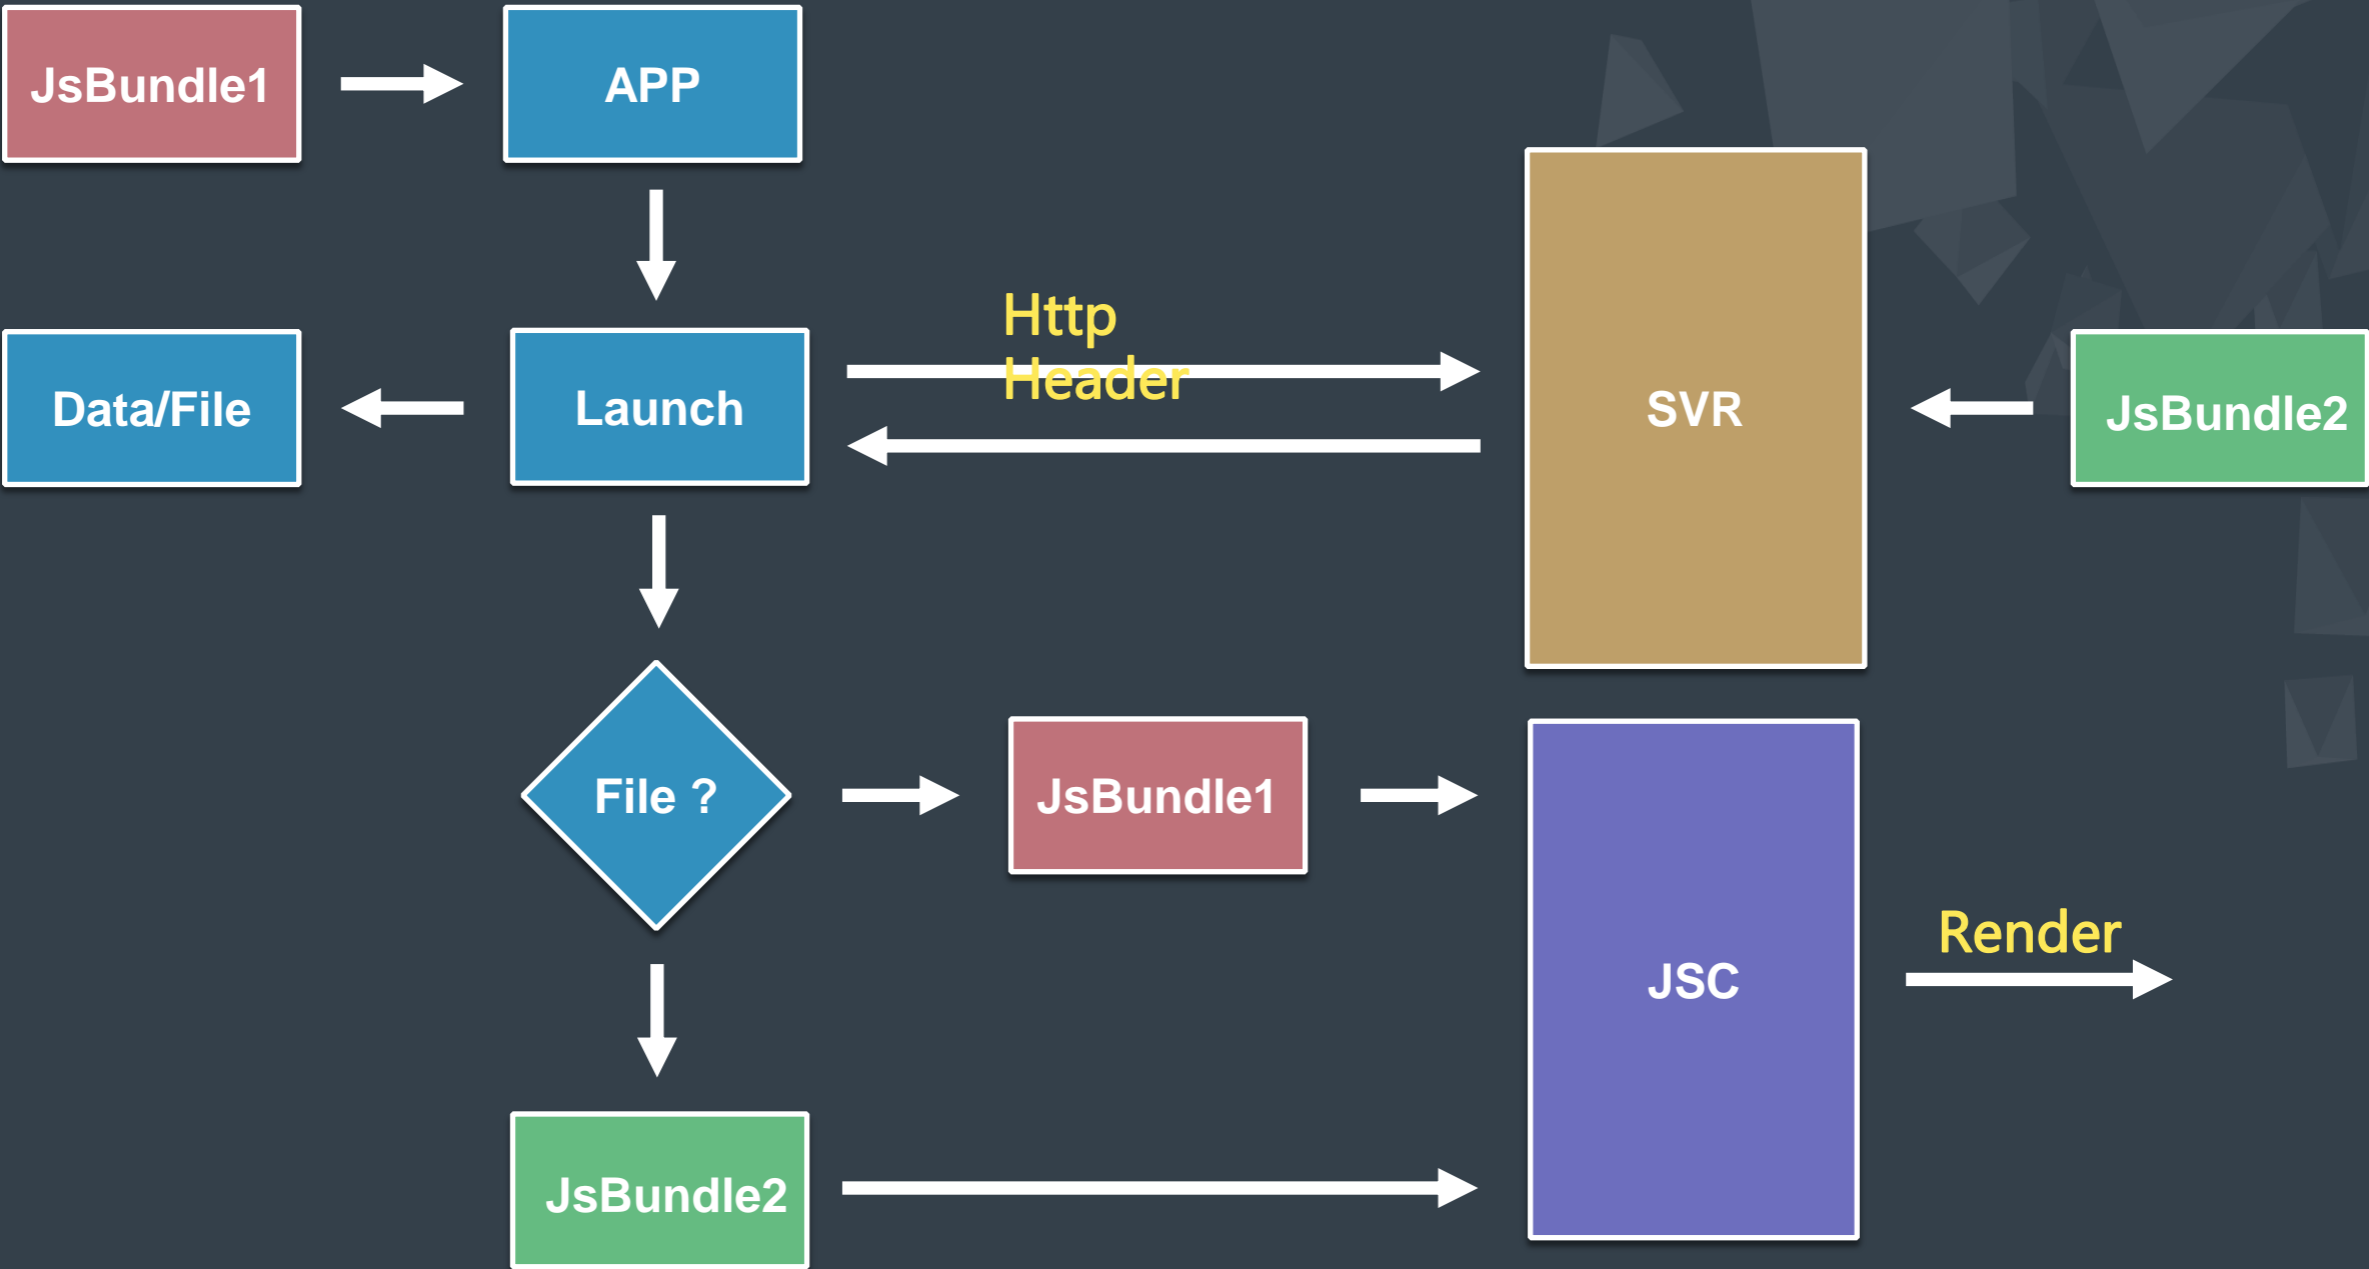 JsBundle1
APP
Http
Header
Data/File
Launch
SVR
JsBundle2
File ?
JsBundle1
Render
JSC
JsBundle2